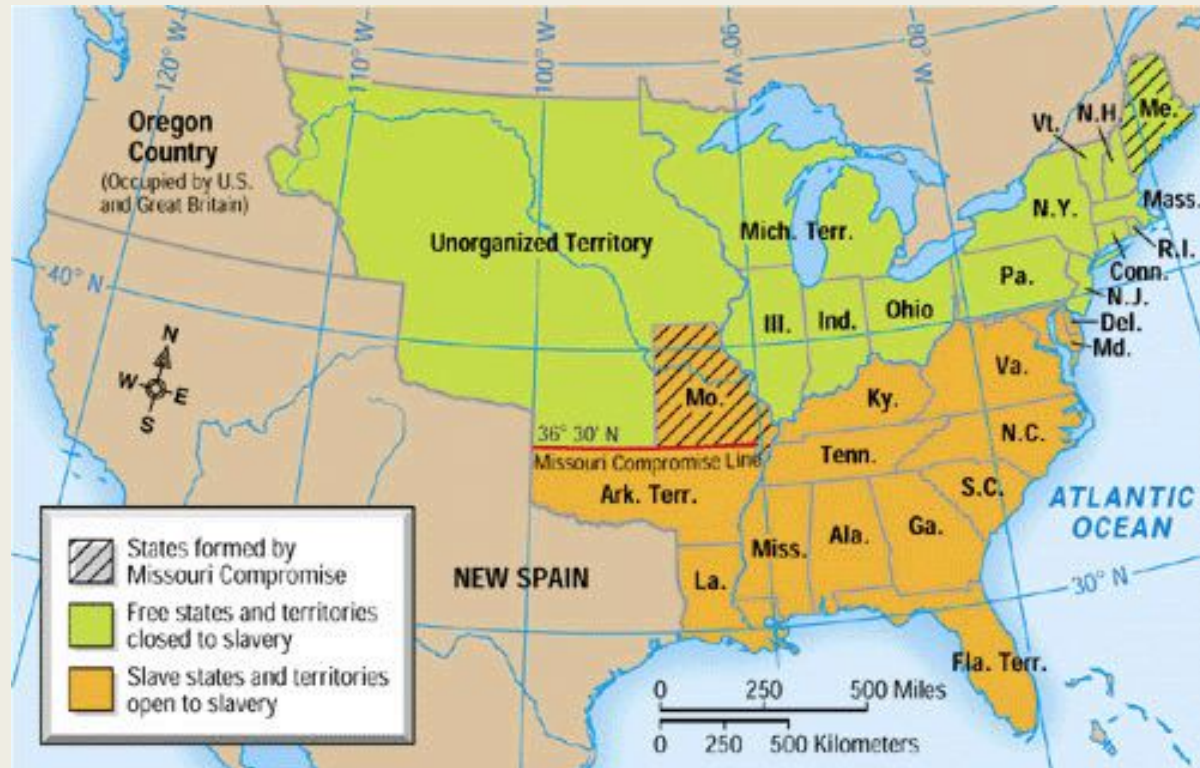 120° W
110° W
100° W
90° W
80° W
Oregon
Country
(Occupied by U.S.
and Great Britain)
Unorganized Territory
Mich. Terr.
Vt.
N.H.
Me.
N.Y.
Mass.
R.I.
Conn.
Pa.
N.J.
Del.
Md.
40° N
Ill.
Ind.
Ohio
N
W
E
S
Mo.
Ky.
Va.
36° 30′ N
Missouri Compromise Line
Tenn.
N.C.
Ark. Terr.
S.C.
ATLANTIC
OCEAN
Miss.
Ala.
Ga.
NEW SPAIN
La.
30° N
Fla. Terr.
States formed by
Missouri Compromise
Free states and territories
closed to slavery
Slave states and territories
open to slavery
0 250 500 Miles
0 250 500 Kilometers